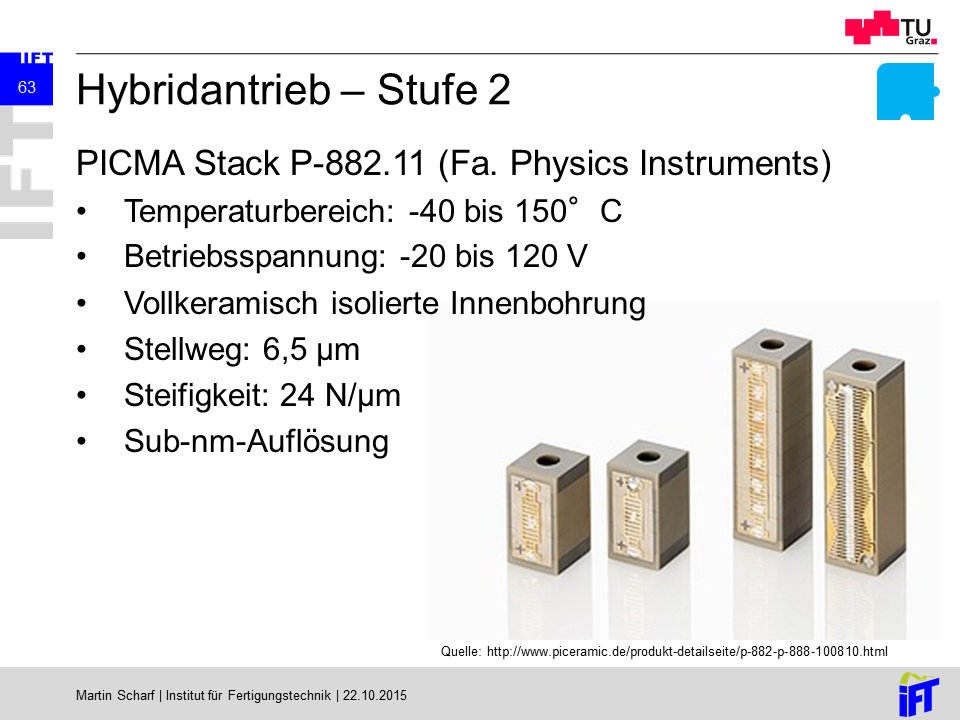 TU
Graz
IFT
63
IFT
Hybridantrieb – Stufe 2
PICMA Stack P-882.11 (Fa. Physics Instruments)
• Temperaturbereich: -40 bis 150° C
• Betriebsspannung: -20 bis 120 V
• Vollkeramisch isolierte Innenbohrung
• Stellweg: 6,5 µm
• Steifigkeit: 24 N/µm
• Sub-nm-Auflösung
Quelle: http://www.piceramic.de/produkt-detailseite/p-882-p-888-100810.html
Martin Scharf | Institut für Fertigungstechnik | 22.10.2015
IFT